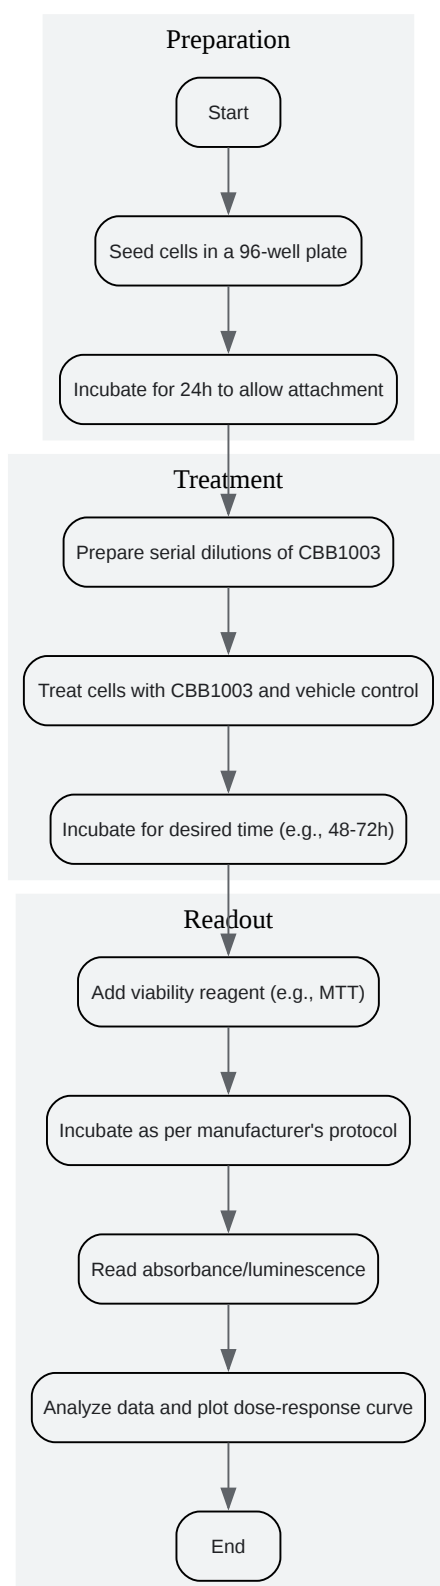 Preparation
Start
Seed cells in a 96-well plate
Incubate for 24h to allow attachment
Treatment
Prepare serial dilutions of CBB1003
Treat cells with CBB1003 and vehicle control
Incubate for desired time (e.g., 48-72h)
Readout
Add viability reagent (e.g., MTT)
Incubate as per manufacturer's protocol
Read absorbance/luminescence
Analyze data and plot dose-response curve
End